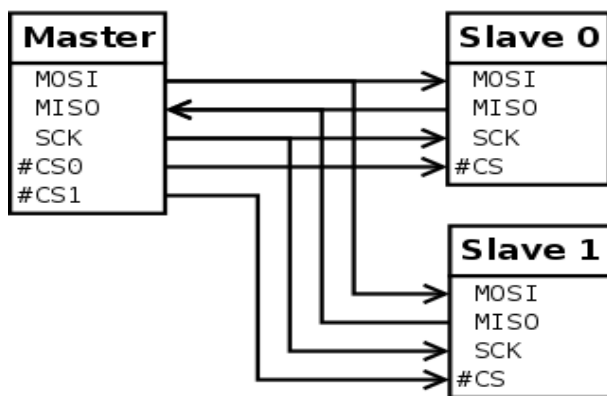 Master
MOSI
MISO
SCK
#CS0
#CS1
Slave 0
MOSI
MISO
SCK
#CS
Slave 1
MOSI
MISO
SCK
#CS